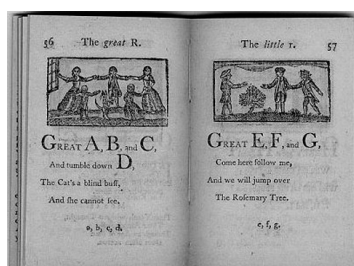 56 The great R.
GREAT A, B, and C,
And tumble down D,
The Cat's a blind buff,
And she cannot see.
a, b, c, d.
The little r. 57
GREAT E, F, and G,
Come here follow me,
And we will jump over
The Rosemary Tree.
e, f, g.